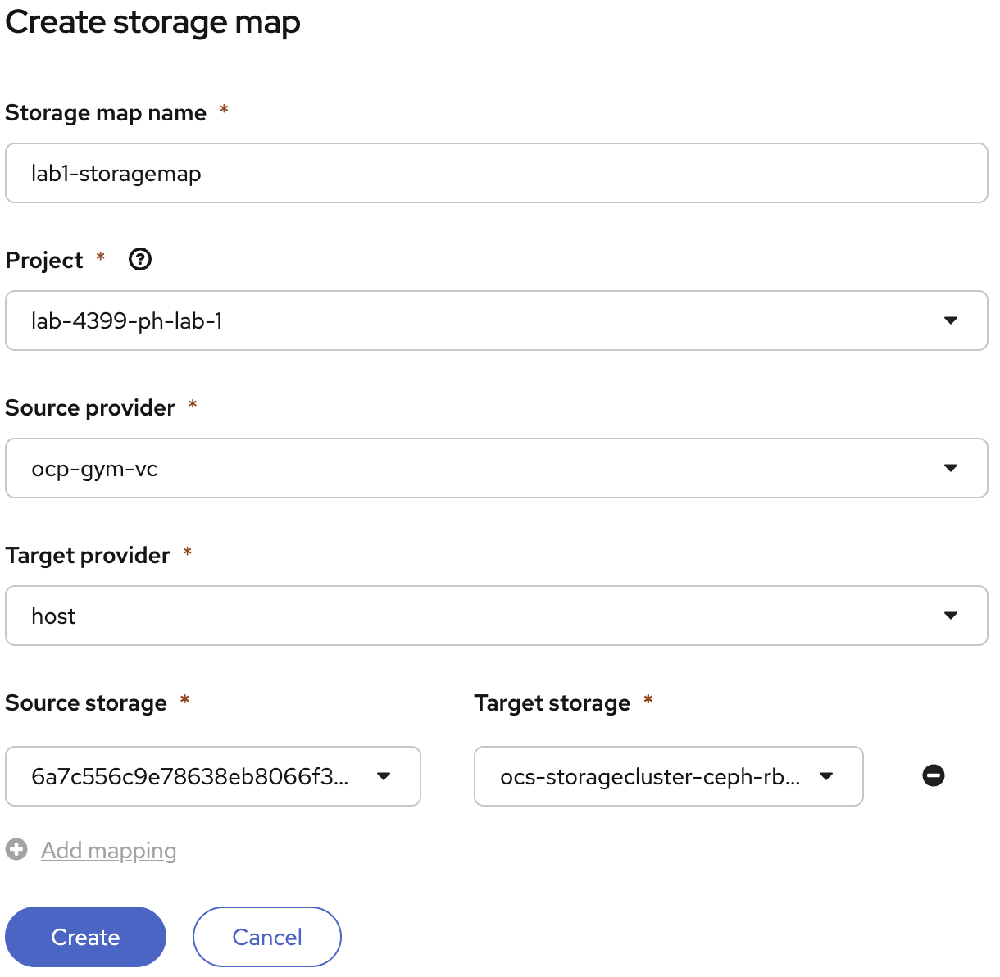 Create storage map
Storage map name *
lab1-storagemap
Project *
lab-4399-ph-lab-1
Source provider *
ocp-gym-vc
Target provider *
host
Source storage * Target storage *
6a7c556c9e78638eb8066f3... ocs-storagecluster-ceph-rb...
Add mapping
Create Cancel